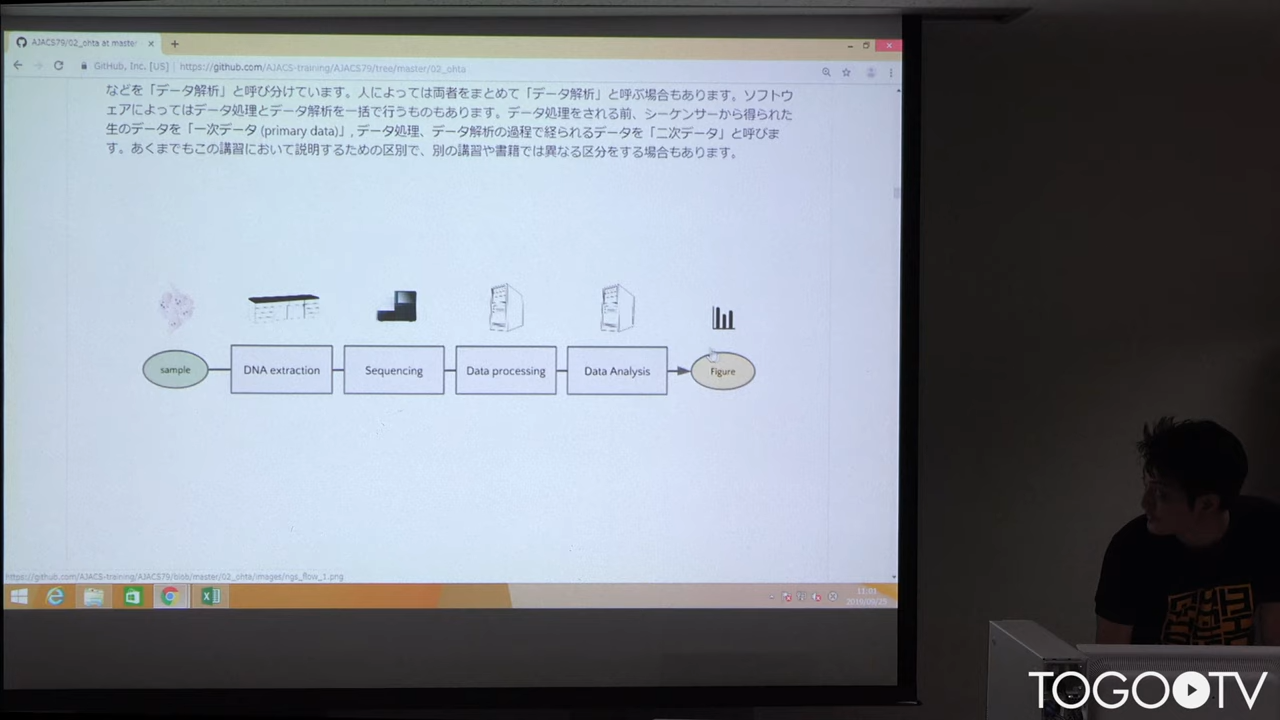 AJACS79/02_ohta at master
GitHub, Inc. [US] | https://github.com/AJACS-training/AJACS79/tree/master/02_ohta
などを「データ解析」と呼び分けています。人によっては両者をまとめて「データ解析」と呼ぶ場合もあります。ソフトウ
ェアによってはデータ処理とデータ解析を一括で行うものもあります。データ処理をされる前、シーケンサーから得られた
生のデータを「一次データ (primary data)」, データ処理、データ解析の過程で経られるデータを「二次データ」と呼びま
す。あくまでもこの講習において説明するための区別で、別の講習や書籍では異なる区分をする場合もあります。
sample
DNA extraction
Sequencing
Data processing
Data Analysis
Figure
https://github.com/AJACS-training/AJACS79/blob/master/02_ohta/images/ngs_flow_1.png
11:01
2019/09/25
TOGOTV